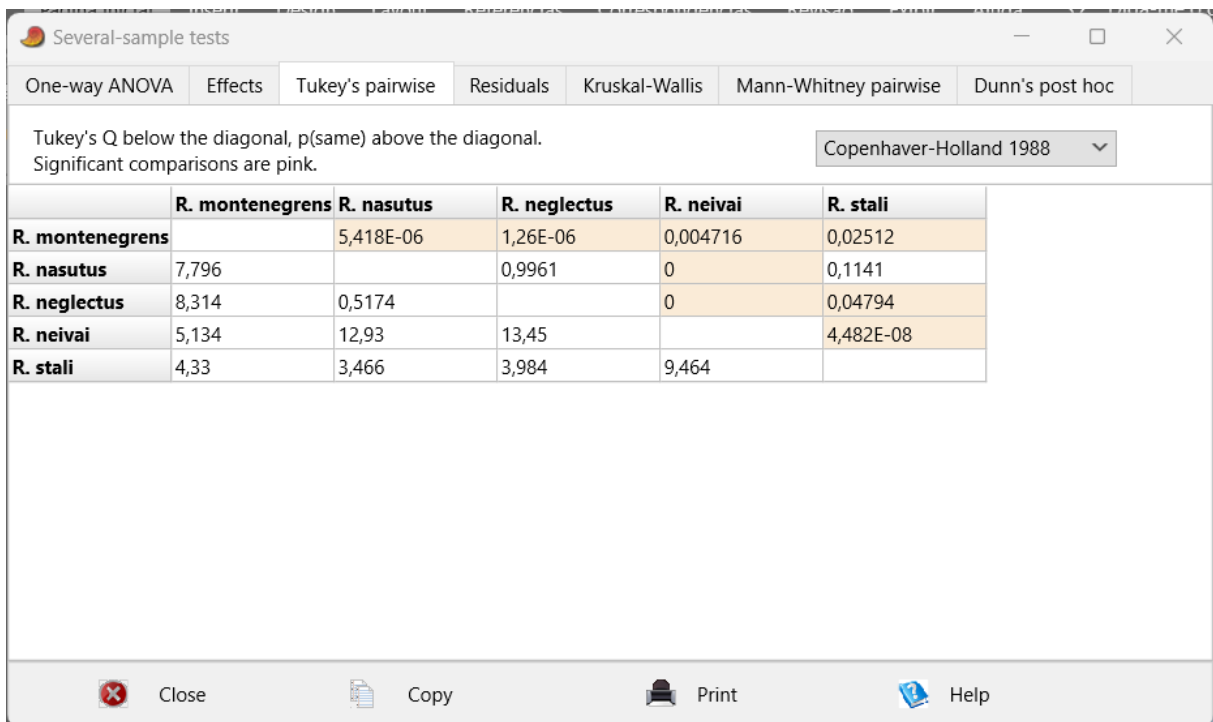 Several-sample tests
One-way ANOVA Effects Tukey's pairwise Residuals Kruskal-Wallis Mann-Whitney pairwise Dunn's post hoc
Tukey's Q below the diagonal, p(same) above the diagonal.
Significant comparisons are pink.
Copenhaver-Holland 1988
R. montenegrens R. nasutus R. neglectus R. neivai R. stali
R. montenegrens 5,418E-06 1,26E-06 0,004716 0,02512
R. nasutus 7,796 0,9961 0 0,1141
R. neglectus 8,314 0,5174 0 0,04794
R. neivai 5,134 12,93 13,45 4,482E-08
R. stali 4,33 3,466 3,984 9,464
Close Copy Print Help